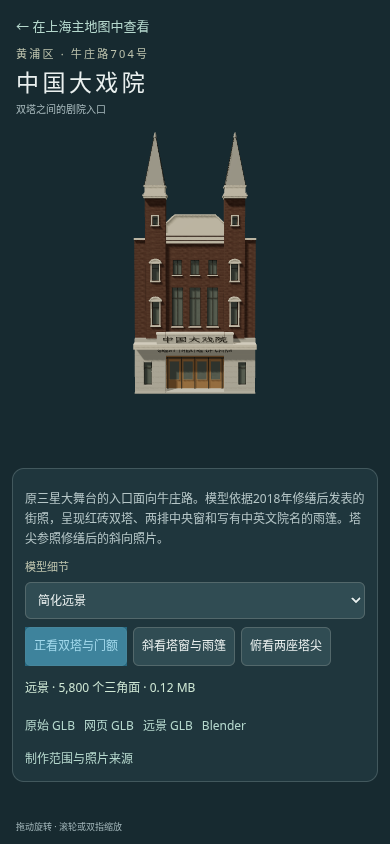 ← 在上海主地图中查看
黄浦区 · 牛庄路704号
中国大戏院
双塔之间的剧院入口
中国大戏院
原三星大舞台的入口面向牛庄路。模型依据2018年修缮后发表的
街照，呈现红砖双塔、两排中央窗和写有中英文院名的雨篷。塔
尖参照修缮后的斜向照片。
模型细节
简化远景
正看双塔与门额 斜看塔窗与雨篷 俯看两座塔尖
远景 · 5,800 个三角面 · 0.12 MB
原始 GLB 网页 GLB 远景 GLB Blender
制作范围与照片来源
拖动旋转 · 滚轮或双指缩放